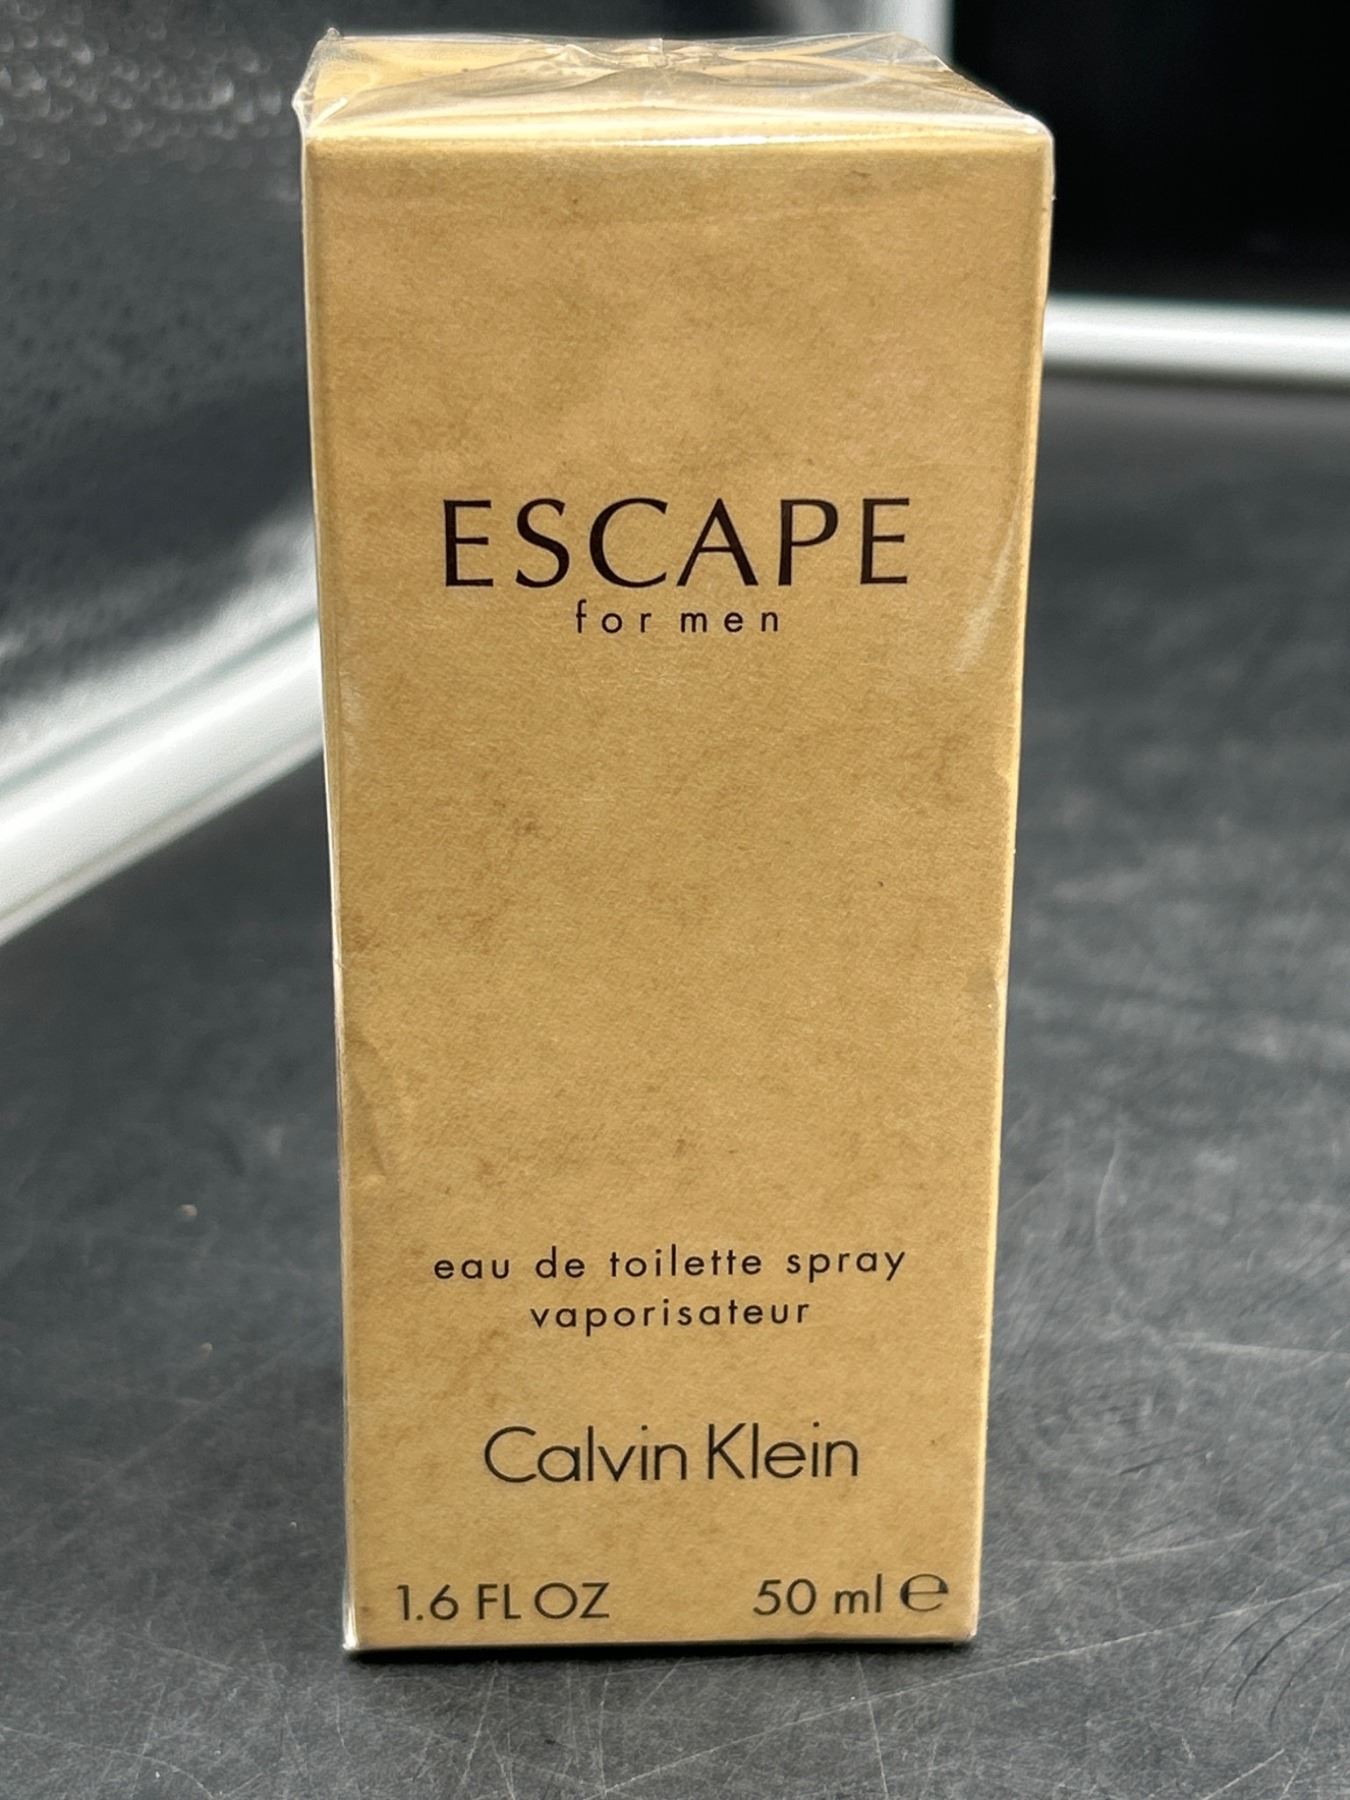 ESCAPE
for men
eau de toilette spray
vaporisateur
Calvin Klein
1.6 FL OZ 50 ml ℮